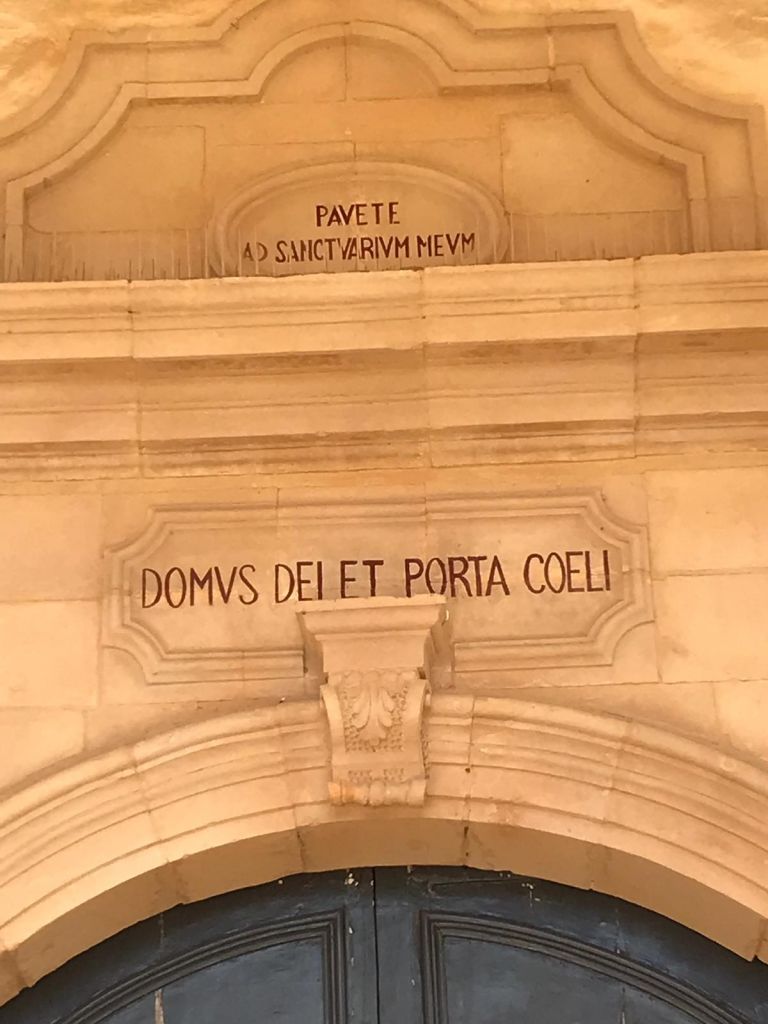 PAVETE
AD SANCTVARIVM MEVM
DOMVS DEI ET PORTA COELI